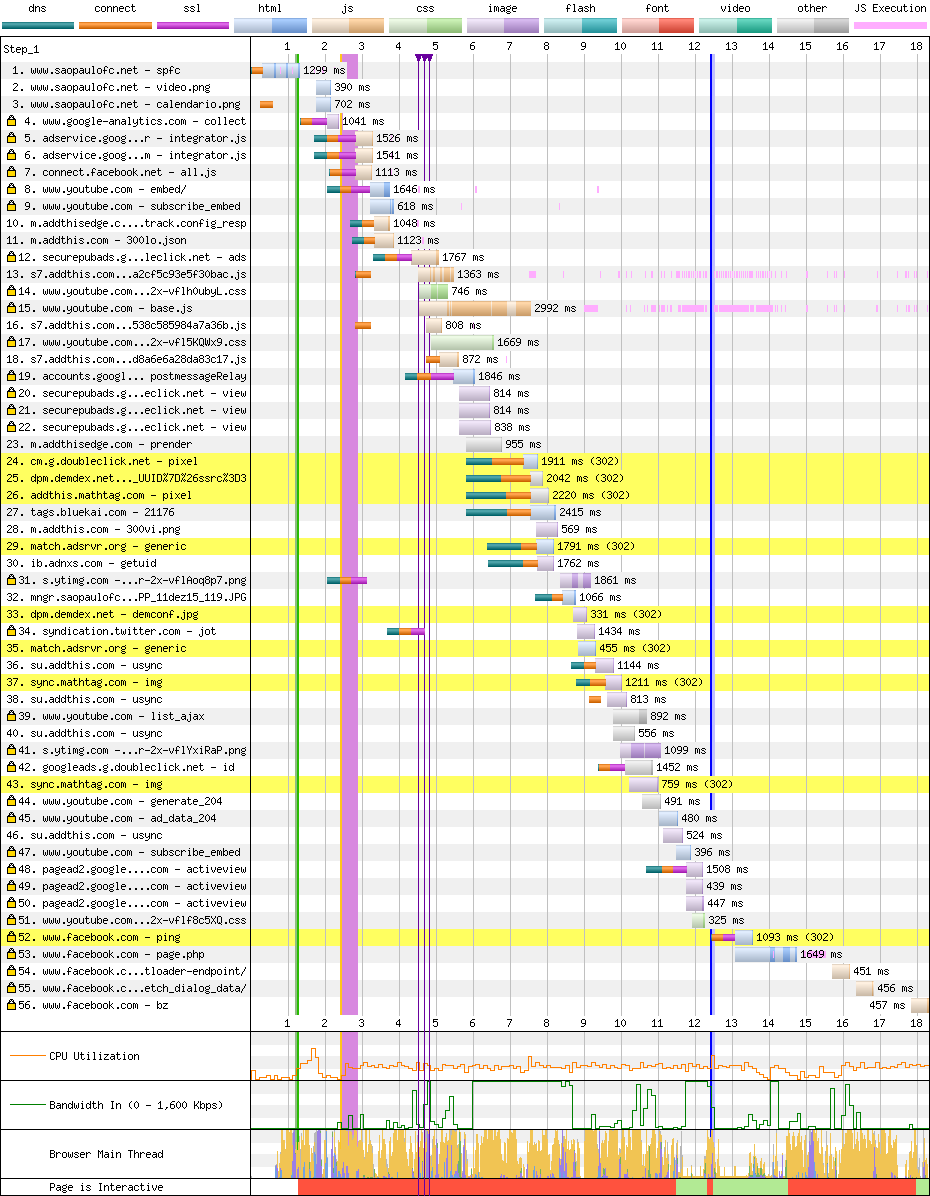 dns connect ssl html js css image flash font video other JS Execution
Step_1 1 2 3 4 5 6 7 8 9 10 11 12 13 14 15 16 17 18
1. www.saopaulofc.net - spfc 1299 ms
2. www.saopaulofc.net - video.png 390 ms
3. www.saopaulofc.net - calendario.png 702 ms
4. www.google-analytics.com - collect 1041 ms
5. adservice.goog...r - integrator.js 1526 ms
6. adservice.goog...m - integrator.js 1541 ms
7. connect.facebook.net - all.js 1113 ms
8. www.youtube.com - embed/ 1646 ms
9. www.youtube.com - subscribe_embed 618 ms
10. m.addthisedge.c....track.config_resp 1048 ms
11. m.addthis.com - 300lo.json 1123 ms
12. securepubads.g...leclick.net - ads 1767 ms
13. s7.addthis.com...a2cf5c93e5f30bac.js 1363 ms
14. www.youtube.com...2x-vflhOubyL.css 746 ms
15. www.youtube.com - base.js 2992 ms
16. s7.addthis.com...538c585984a7a36b.js 808 ms
17. www.youtube.com...2x-vfl5KQWx9.css 1669 ms
18. s7.addthis.com...d8a6e6a28da83c17.js 872 ms
19. accounts.googl... postmessageRelay 1846 ms
20. securepubads.g...eclick.net - view 814 ms
21. securepubads.g...eclick.net - view 814 ms
22. securepubads.g...eclick.net - view 838 ms
23. m.addthisedge.com - prender 955 ms
24. cm.g.doubleclick.net - pixel 1911 ms (302)
25. dpm.demdex.net..._UUID%7D%26ssrc%3D3 2042 ms (302)
26. addthis.mathtag.com - pixel 2220 ms (302)
27. tags.bluekai.com - 21176 2415 ms
28. m.addthis.com - 300vi.png 569 ms
29. match.adsrvr.org - generic 1791 ms (302)
30. ib.adnxs.com - getuid 1762 ms
31. s.ytimg.com -...r-2x-vflAoq8p7.png 1861 ms
32. mngr.saopaulofc...PP_11dez15_119.JPG 1066 ms
33. dpm.demdex.net - demconf.jpg 331 ms (302)
34. syndication.twitter.com - jot 1434 ms
35. match.adsrvr.org - generic 455 ms (302)
36. su.addthis.com - usync 1144 ms
37. sync.mathtag.com - img 1211 ms (302)
38. su.addthis.com - usync 813 ms
39. www.youtube.com - list_ajax 892 ms
40. su.addthis.com - usync 556 ms
41. s.ytimg.com -...r-2x-vflYxiRaP.png 1099 ms
42. googleads.g.doubleclick.net - id 1452 ms
43. sync.mathtag.com - img 759 ms (302)
44. www.youtube.com - generate_204 491 ms
45. www.youtube.com - ad_data_204 480 ms
46. su.addthis.com - usync 524 ms
47. www.youtube.com - subscribe_embed 396 ms
48. pagead2.google....com - activeview 1508 ms
49. pagead2.google....com - activeview 439 ms
50. pagead2.google....com - activeview 447 ms
51. www.youtube.com...2x-vflf8c5XQ.css 325 ms
52. www.facebook.com - ping 1093 ms (302)
53. www.facebook.com - page.php 1649 ms
54. www.facebook.c...tloader-endpoint/ 451 ms
55. www.facebook.c...etch_dialog_data/ 456 ms
56. www.facebook.com - bz 457 ms
1 2 3 4 5 6 7 8 9 10 11 12 13 14 15 16 17 18
CPU Utilization
Bandwidth In (0 - 1,600 Kbps)
Browser Main Thread
Page is Interactive